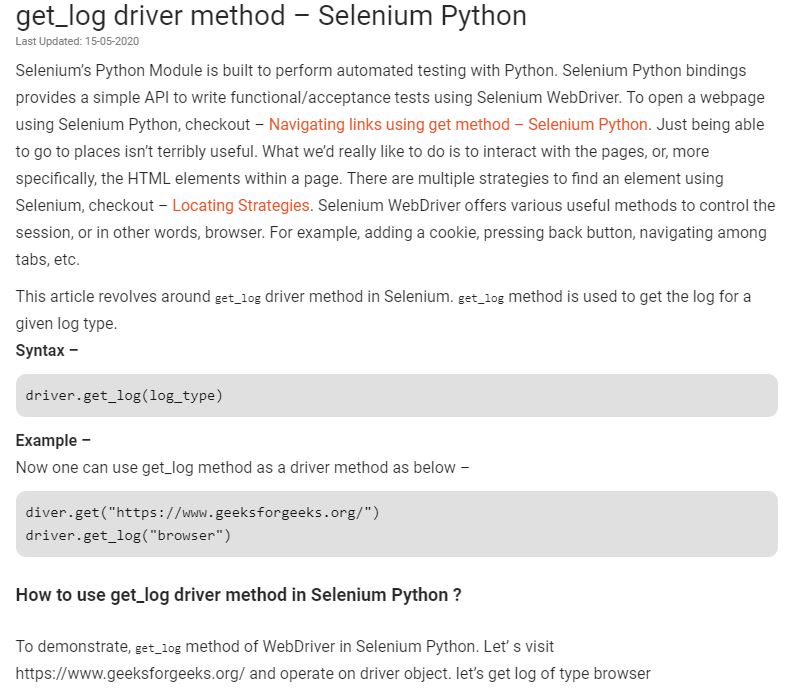 get_log driver method – Selenium Python
Last Updated: 15-05-2020
Selenium’s Python Module is built to perform automated testing with Python. Selenium Python bindings
provides a simple API to write functional/acceptance tests using Selenium WebDriver. To open a webpage
using Selenium Python, checkout – Navigating links using get method – Selenium Python. Just being able
to go to places isn’t terribly useful. What we’d really like to do is to interact with the pages, or, more
specifically, the HTML elements within a page. There are multiple strategies to find an element using
Selenium, checkout – Locating Strategies. Selenium WebDriver offers various useful methods to control the
session, or in other words, browser. For example, adding a cookie, pressing back button, navigating among
tabs, etc.
This article revolves around get_log driver method in Selenium. get_log method is used to get the log for a
given log type.
Syntax –
driver.get_log(log_type)
Example –
Now one can use get_log method as a driver method as below –
diver.get("https://www.geeksforgeeks.org/")
driver.get_log("browser")
How to use get_log driver method in Selenium Python ?
To demonstrate, get_log method of WebDriver in Selenium Python. Let’ s visit
https://www.geeksforgeeks.org/ and operate on driver object. let’s get log of type browser